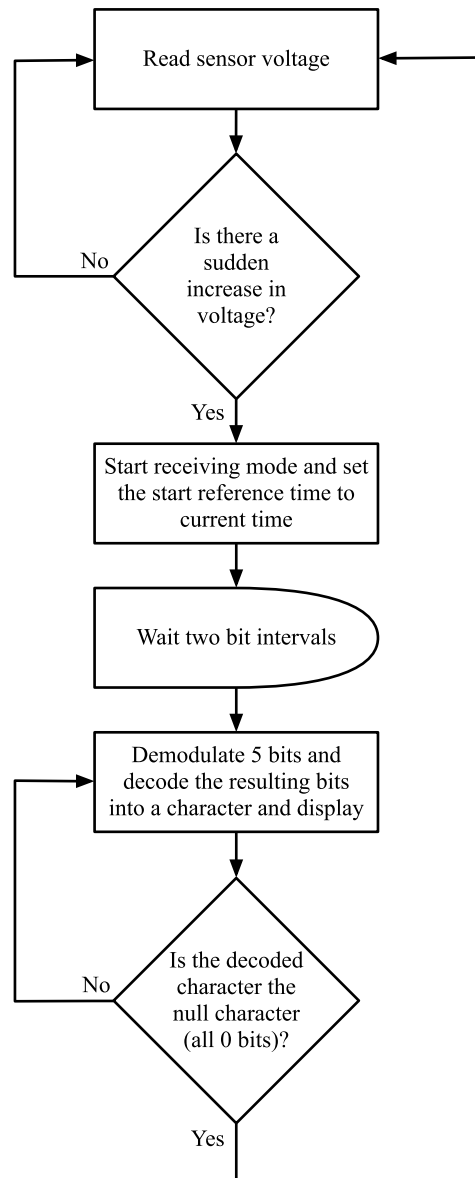 Read sensor voltage
Is there a
sudden
increase in
voltage?
No
Yes
Start receiving mode and set
the start reference time to
current time
Wait two bit intervals
Demodulate 5 bits and
decode the resulting bits
into a character and display
Is the decoded
character the
null character
(all 0 bits)?
No
Yes